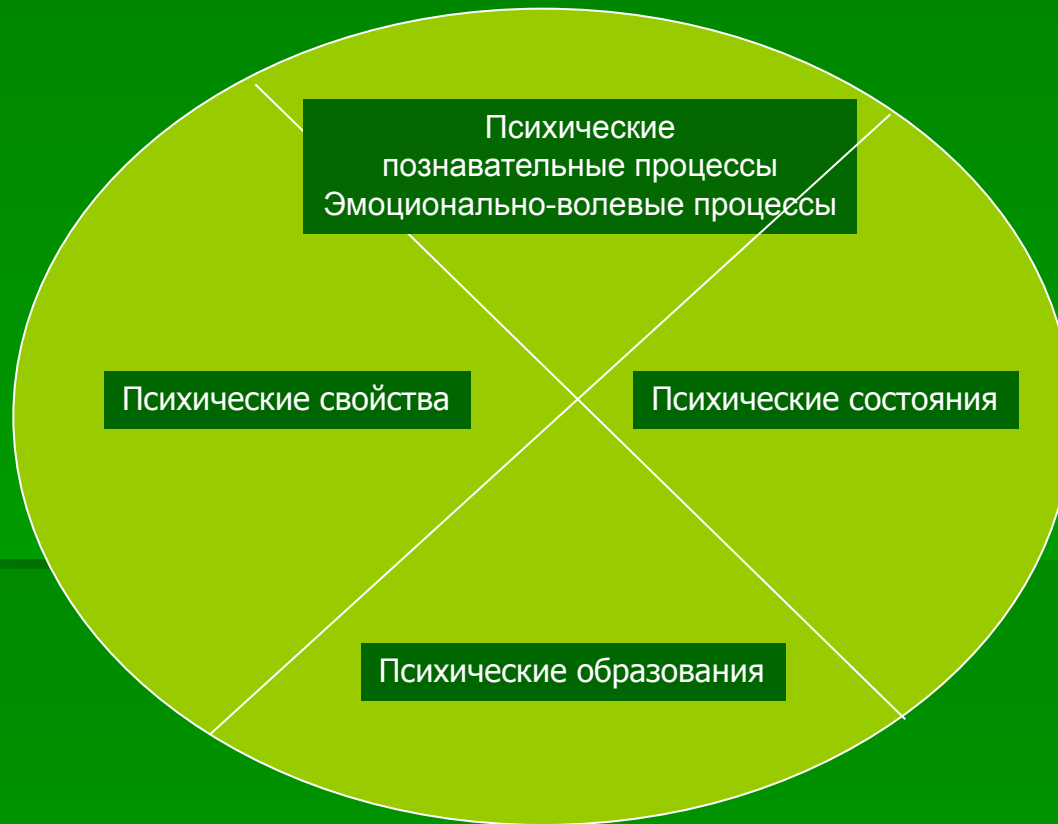 Психические
познавательные процессы
Эмоционально-волевые процессы
Психические свойства
Психические состояния
Психические образования